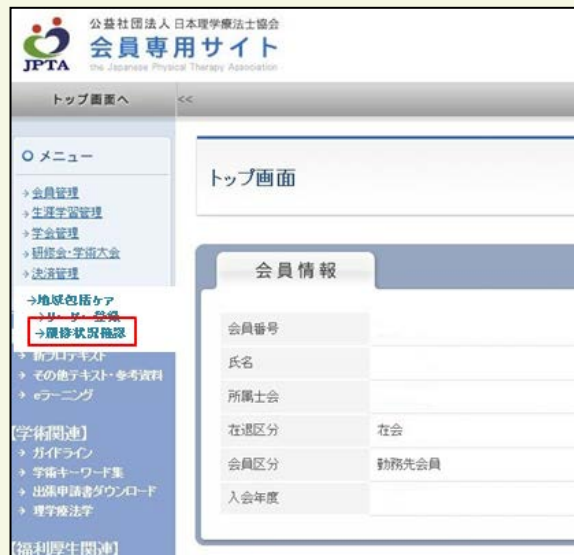 公益社団法人 日本理学療法士協会
会員専用サイト
JPTA
the Japanese Physical Therapy Association
トップ画面へ
<<
メニュー
→会員管理
→生涯学習管理
→学会管理
→研修会・学術大会
→決済管理
→地域包括ケア
→リーダー登録
→履修状況確認
→新プロテキスト
→その他テキスト・参考資料
→eラーニング
【学術関連】
→ガイドライン
→学術キーワード集
→出張申請書ダウンロード
→理学療法学
【福利厚生関連】
トップ画面
会員情報
会員番号
氏名
所属士会
在退区分 在会
会員区分 勤務先会員
入会年度